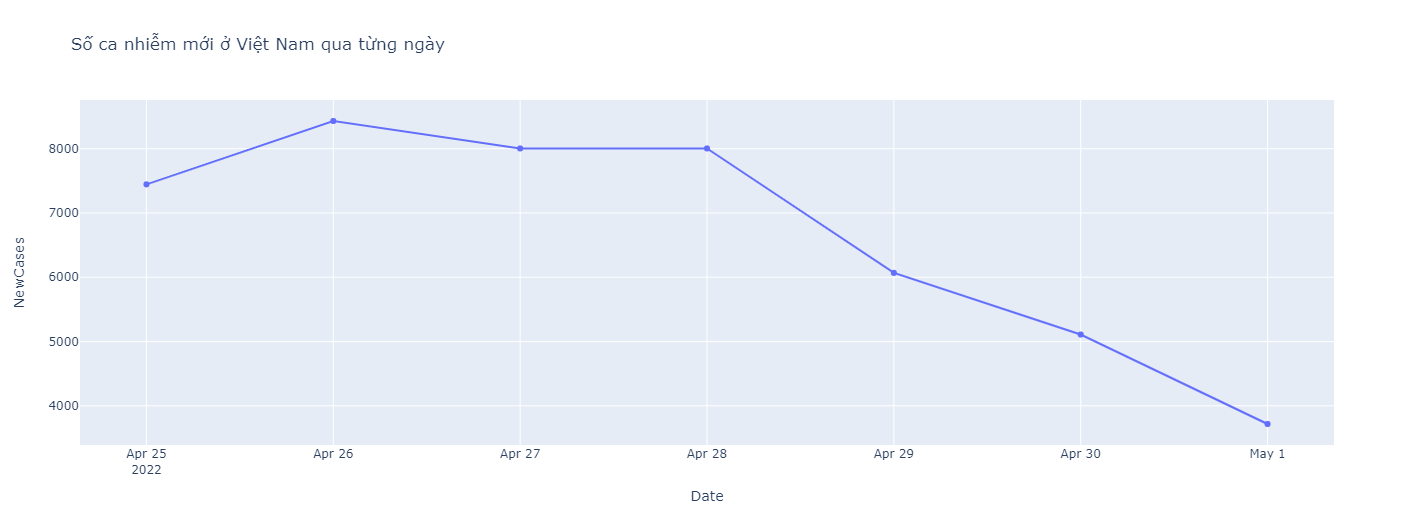 Số ca nhiễm mới ở Việt Nam qua từng ngày
NewCases
8000
7000
6000
5000
4000
Apr 25
2022
Apr 26
Apr 27
Apr 28
Apr 29
Apr 30
May 1
Date